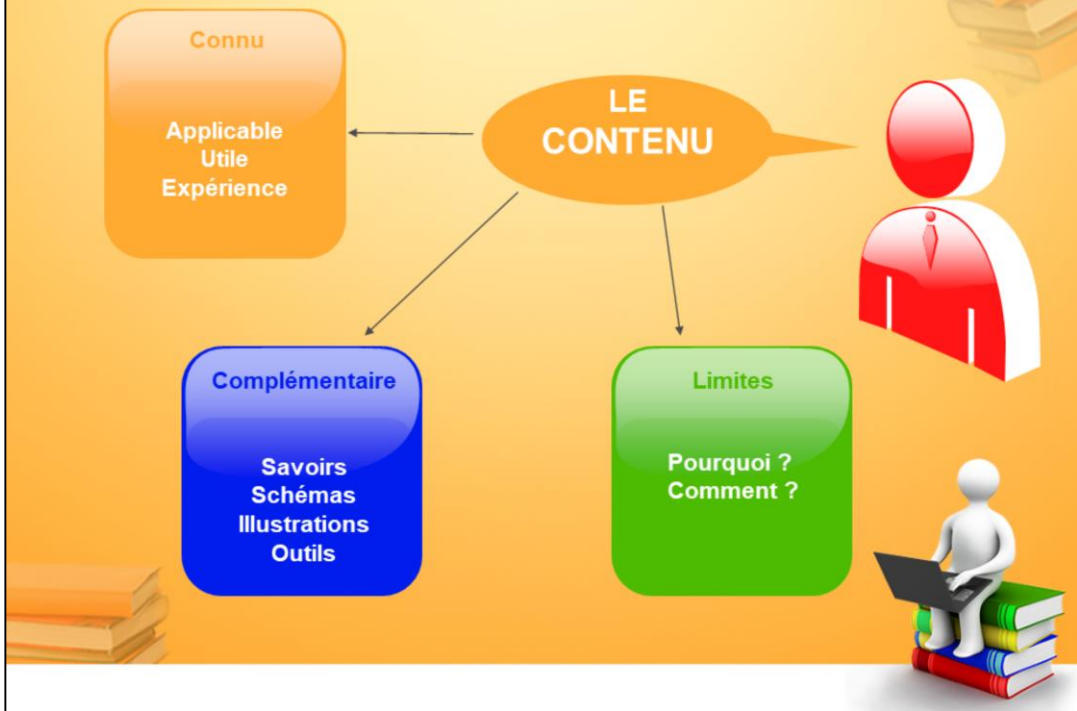 Connu
Applicable
Utile
Expérience
LE
CONTENU
Complémentaire
Savoirs
Schémas
Illustrations
Outils
Limites
Pourquoi ?
Comment ?